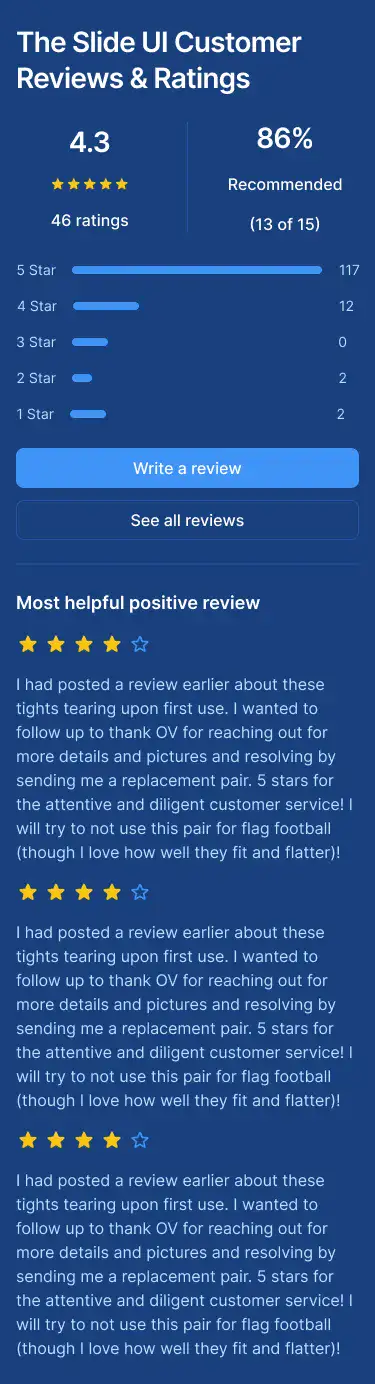 The Slide UI Customer
Reviews & Ratings
4.3
86%
Recommended
46 ratings
(13 of 15)
5 Star 117
4 Star 12
3 Star 0
2 Star 2
1 Star 2
Write a review
See all reviews
Most helpful positive review
I had posted a review earlier about these
tights tearing upon first use. I wanted to
follow up to thank OV for reaching out for
more details and pictures and resolving by
sending me a replacement pair. 5 stars for
the attentive and diligent customer service! I
will try to not use this pair for flag football
(though I love how well they fit and flatter)!
I had posted a review earlier about these
tights tearing upon first use. I wanted to
follow up to thank OV for reaching out for
more details and pictures and resolving by
sending me a replacement pair. 5 stars for
the attentive and diligent customer service! I
will try to not use this pair for flag football
(though I love how well they fit and flatter)!
I had posted a review earlier about these
tights tearing upon first use. I wanted to
follow up to thank OV for reaching out for
more details and pictures and resolving by
sending me a replacement pair. 5 stars for
the attentive and diligent customer service! I
will try to not use this pair for flag football
(though I love how well they fit and flatter)!